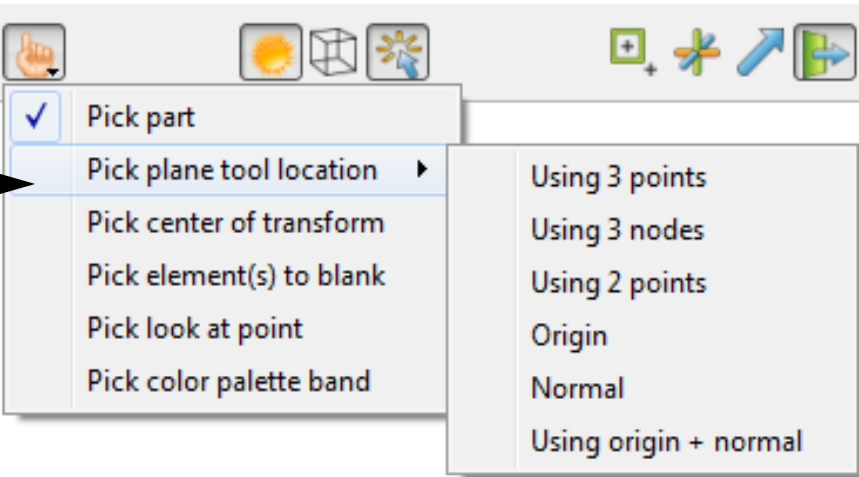 Pick part
Pick plane tool location
Pick center of transform
Pick element(s) to blank
Pick look at point
Pick color palette band
Using 3 points
Using 3 nodes
Using 2 points
Origin
Normal
Using origin + normal